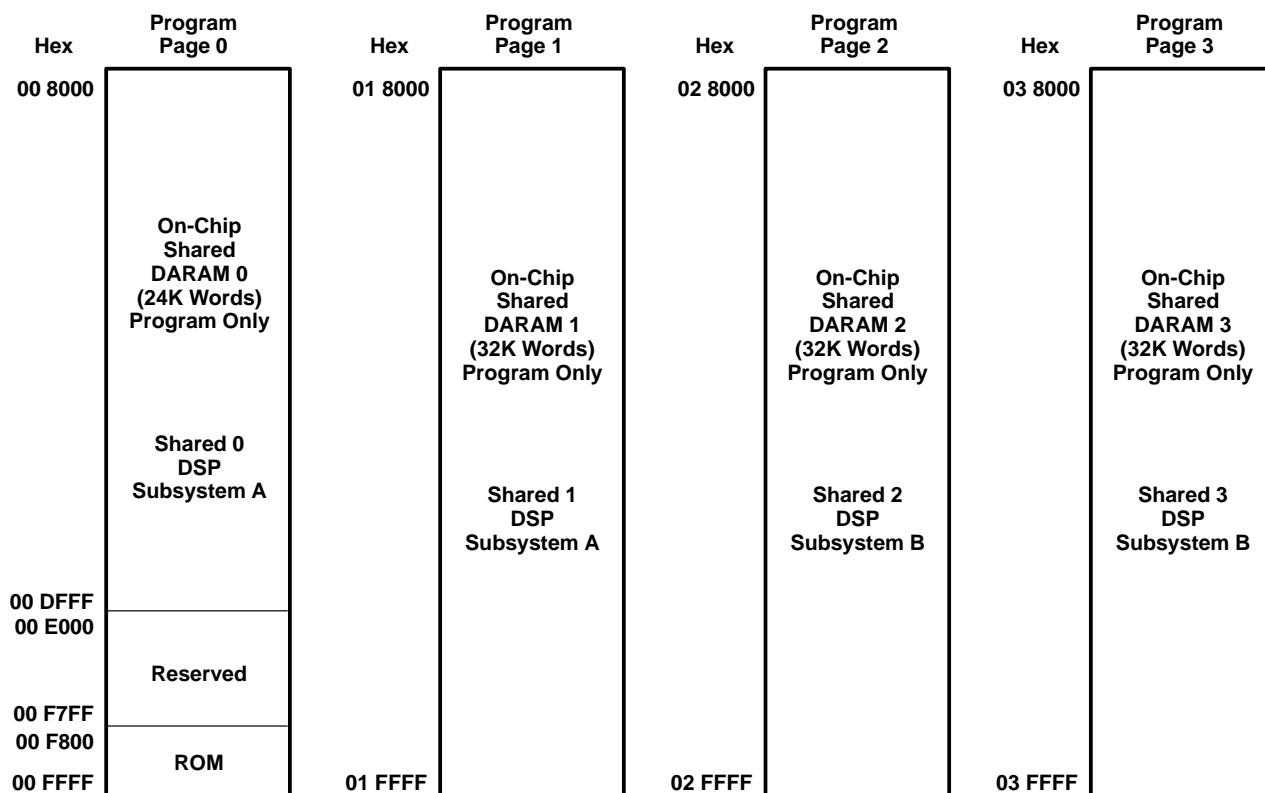 Hex
Program
Page 0
00 8000
On-Chip
Shared
DARAM 0
(24K Words)
Program Only
Shared 0
DSP
Subsystem A
00 DFFF
00 E000
Reserved
00 F7FF
00 F800
ROM
00 FFFF
Hex
Program
Page 1
01 8000
On-Chip
Shared
DARAM 1
(32K Words)
Program Only
Shared 1
DSP
Subsystem A
01 FFFF
Hex
Program
Page 2
02 8000
On-Chip
Shared
DARAM 2
(32K Words)
Program Only
Shared 2
DSP
Subsystem B
02 FFFF
Hex
Program
Page 3
03 8000
On-Chip
Shared
DARAM 3
(32K Words)
Program Only
Shared 3
DSP
Subsystem B
03 FFFF